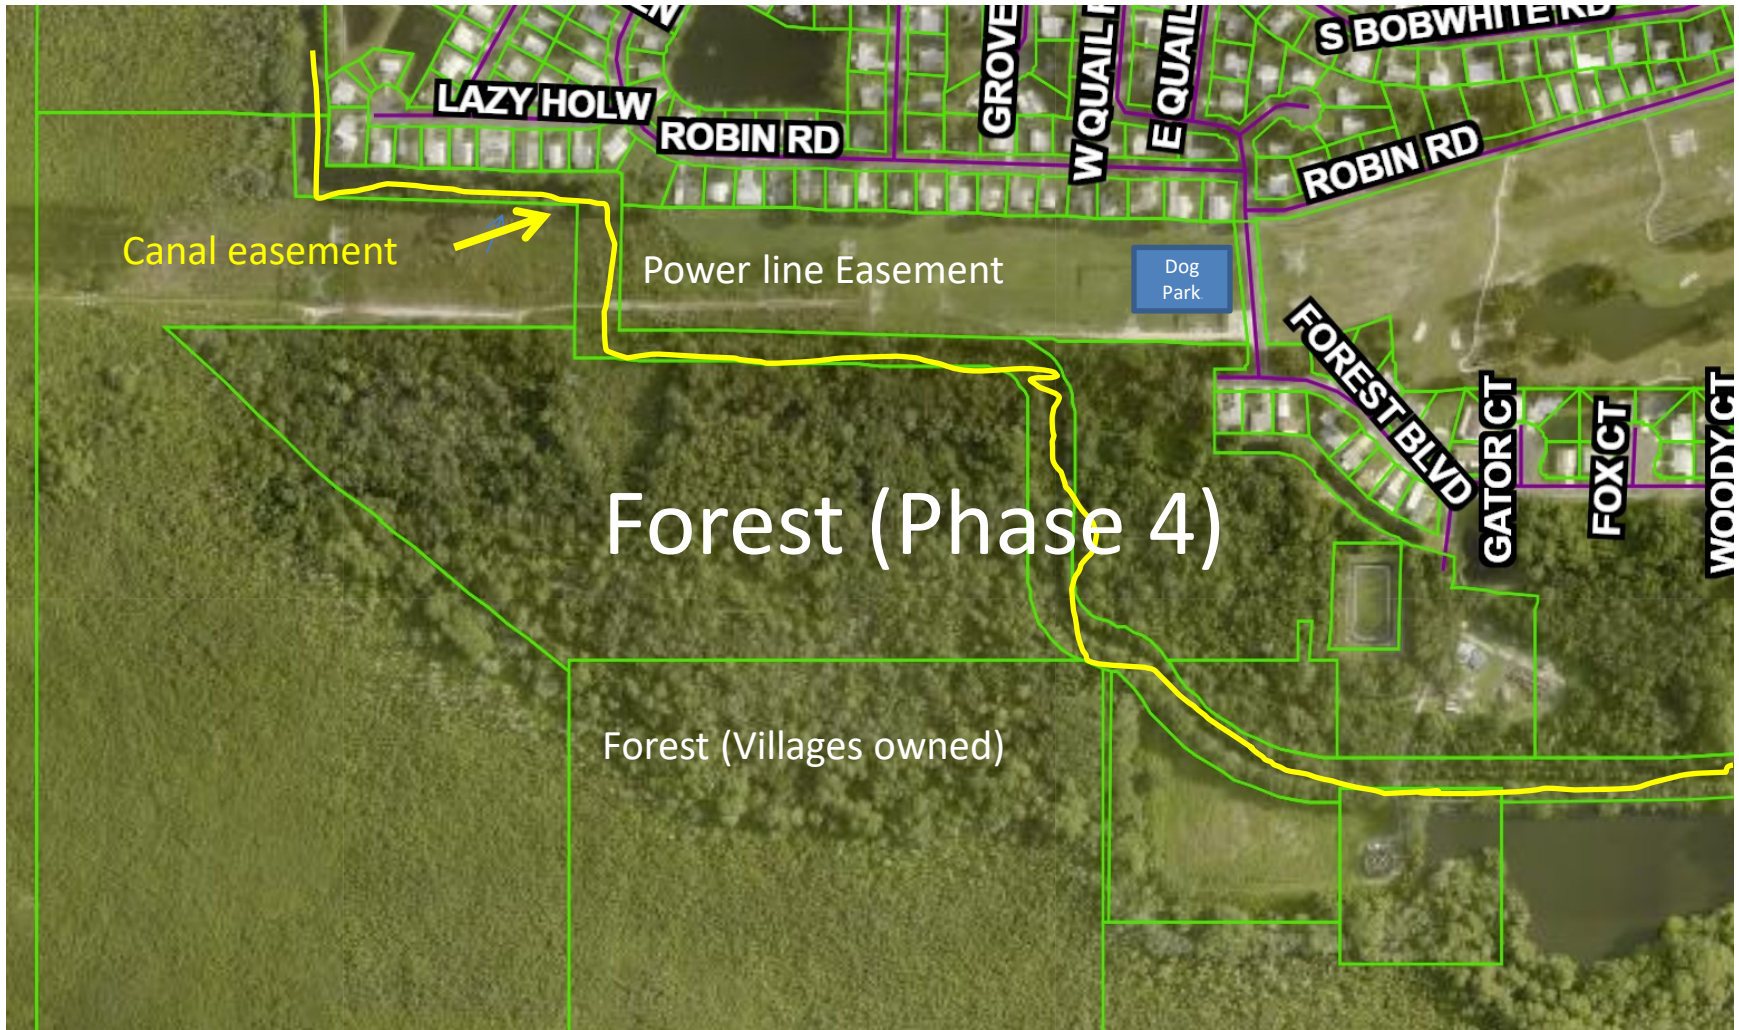 EN
GROVE
W QUAIL
E QUAIL
S BOBWHITE RD
LAZY HOLW
ROBIN RD
ROBIN RD
Canal easement
Power line Easement
Dog
Park
FOREST BLVD
GATOR CT
FOX CT
WOODY CT
Forest (Phase 4)
Forest (Villages owned)